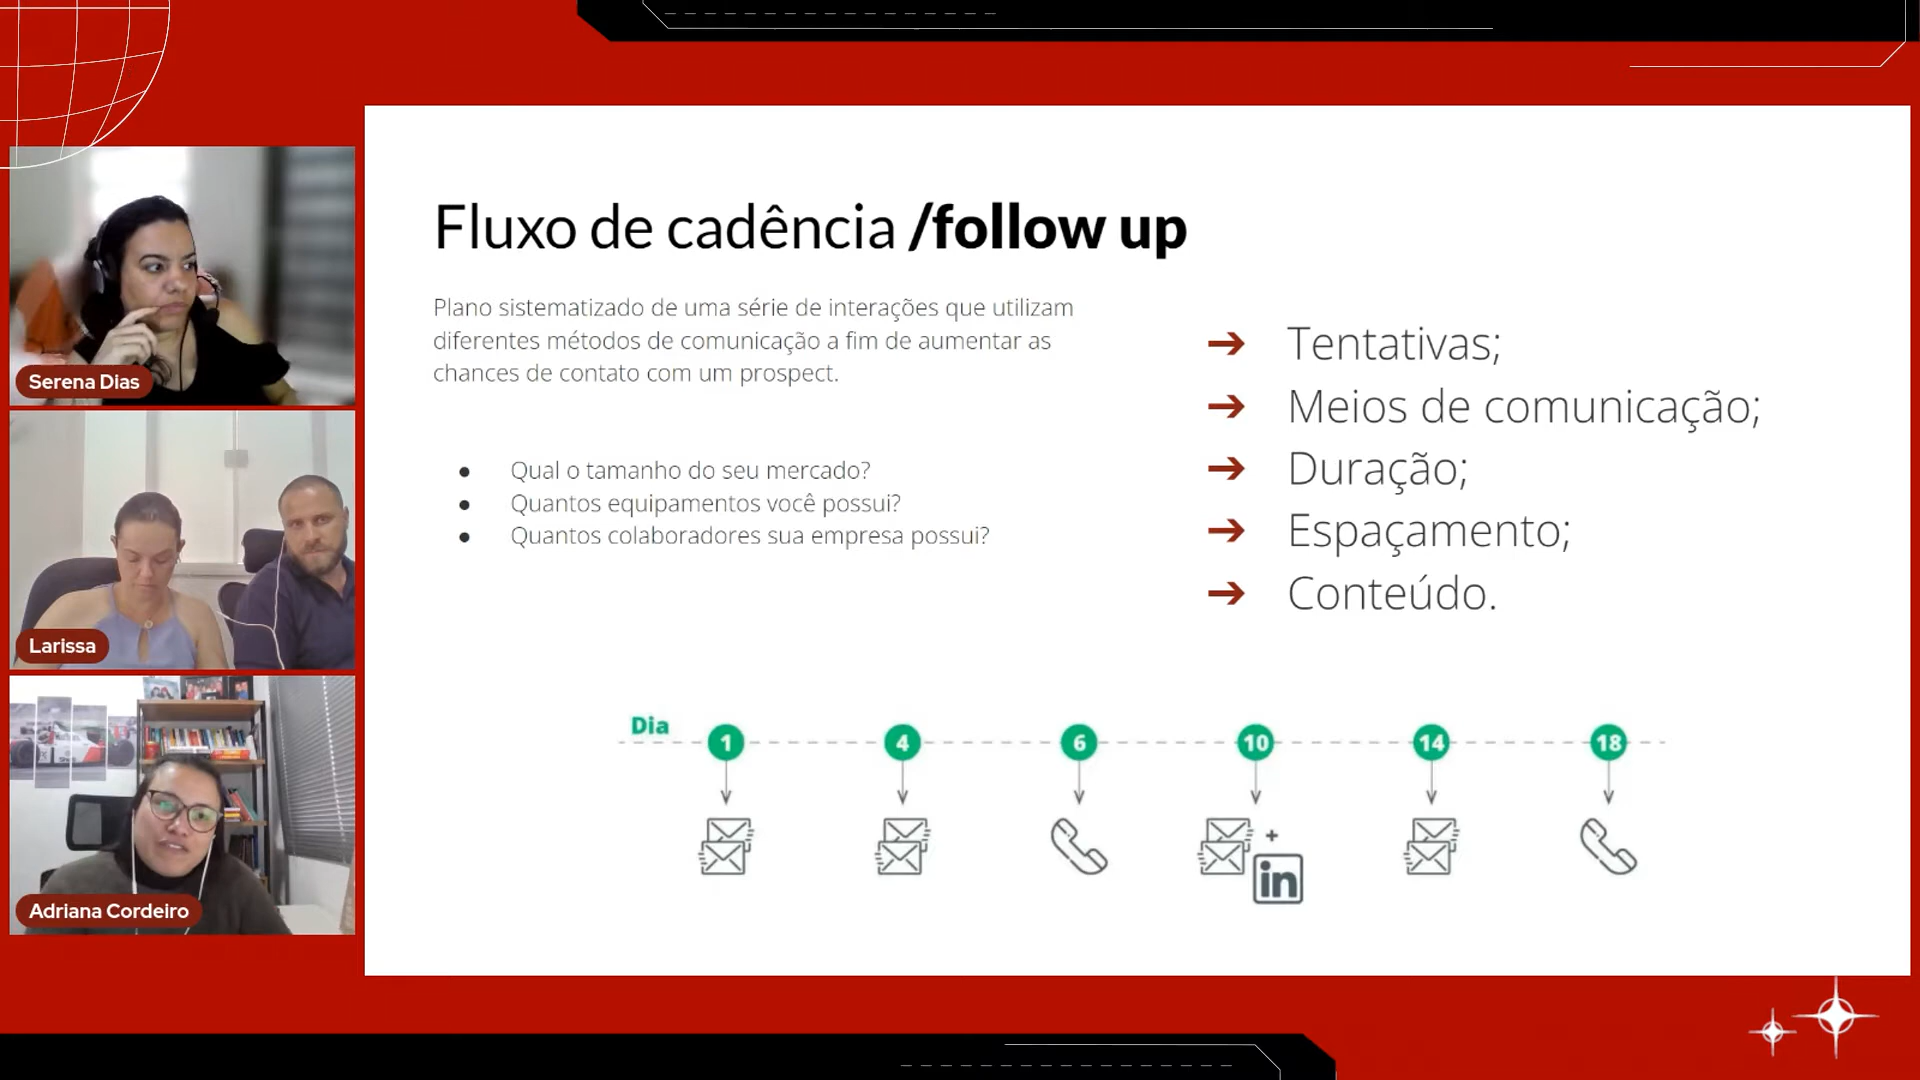 Fluxo de cadência /follow up
Plano sistematizado de uma série de interações que utilizam
diferentes métodos de comunicação a fim de aumentar as
chances de contato com um prospect.
● Qual o tamanho do seu mercado?
● Quantos equipamentos você possui?
● Quantos colaboradores sua empresa possui?
➔ Tentativas;
➔ Meios de comunicação;
➔ Duração;
➔ Espaçamento;
➔ Conteúdo.
Dia 1 4 6 10 14 18
+
in
Serena Dias
Larissa
Adriana Cordeiro